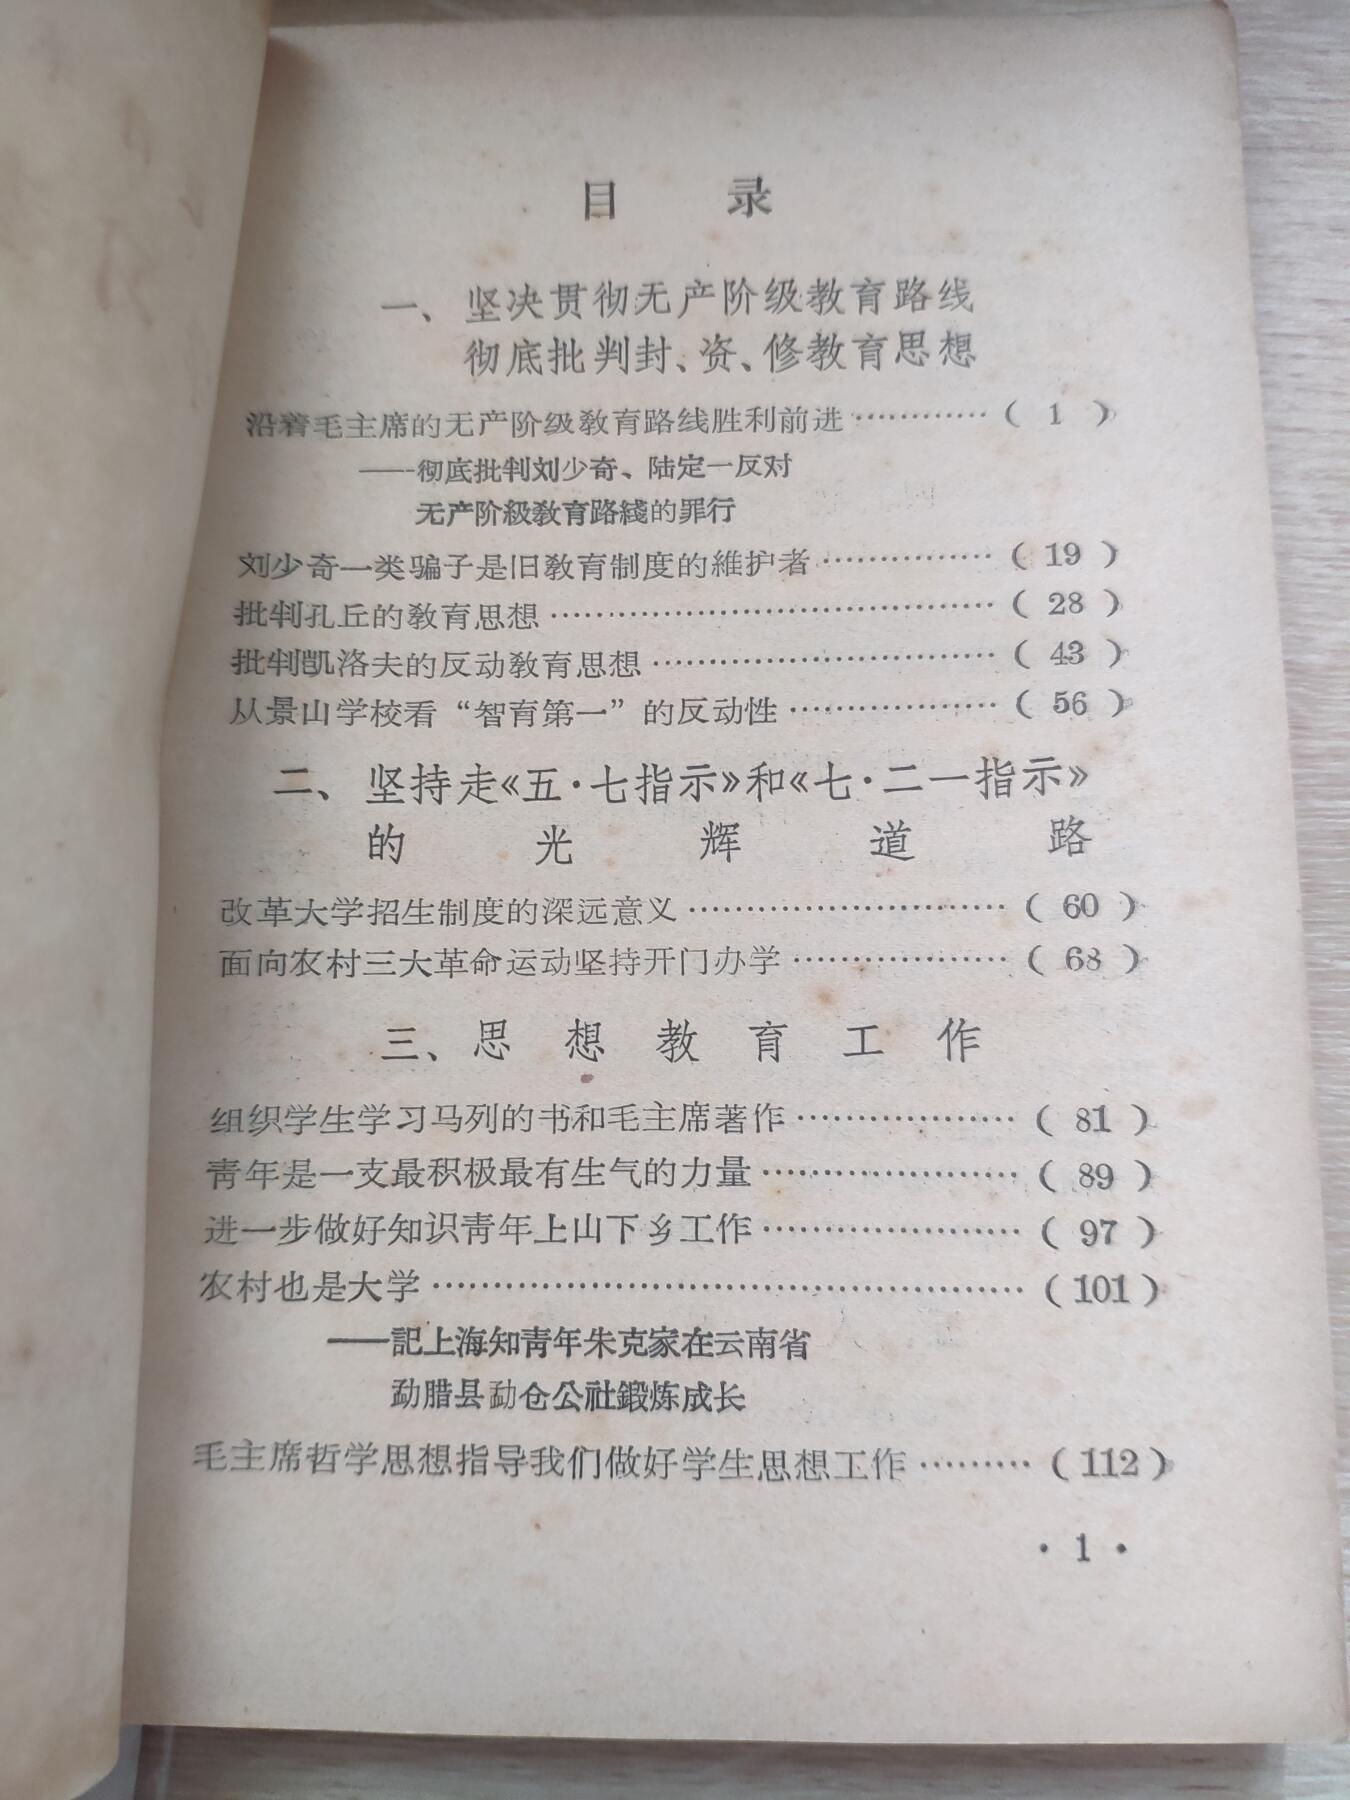 目 录
一、坚决贯彻无产阶级教育路线
彻底批判封、资、修教育思想
沿着毛主席的无产阶级教育路线胜利前进…………( 1 )
——彻底批判刘少奇、陆定一反对
无产阶級教育路綫的罪行
刘少奇一类骗子是旧教育制度的維护者……………( 19 )
批判孔丘的教育思想……………………………………( 28 )
批判凯洛夫的反动教育思想……………………………( 43 )
从景山学校看“智育第一”的反动性………………( 56 )
二、坚持走《五·七指示》和《七·二一指示》
的光辉道路
改革大学招生制度的深远意义…………………………( 60 )
面向农村三大革命运动坚持开门办学………………( 68 )
三、思想教育工作
组织学生学习马列的书和毛主席著作………………( 81 )
靑年是一支最积极最有生气的力量…………………( 89 )
进一步做好知识靑年上山下乡工作…………………( 97 )
农村也是大学………………………………………………(101)
——記上海知靑年朱克家在云南省
勐腊县勐仓公社鍛炼成长
毛主席哲学思想指导我们做好学生思想工作………(112)
·1·